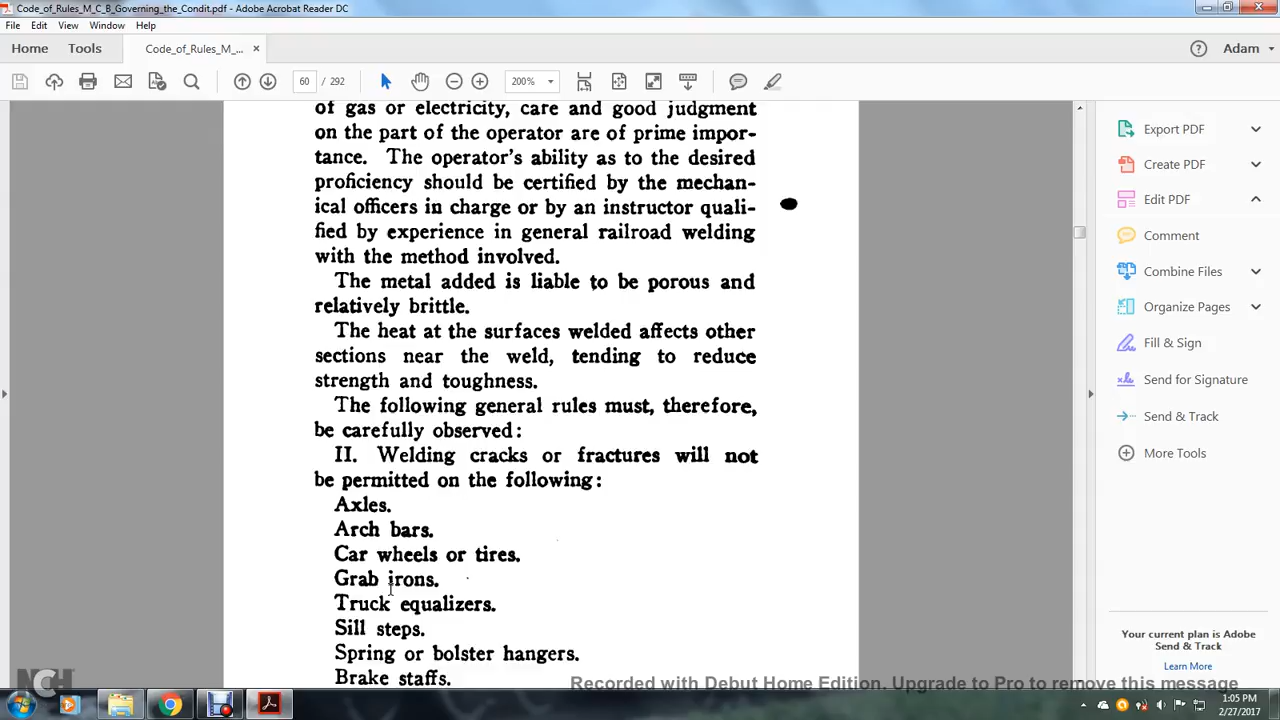 Code_of_Rules_M_C_B_Governing_the_Condit.pdf - Adobe Acrobat Reader DC
File Edit View Window Help
Home Tools Code_of_Rules_M_... × Adam
60 / 292 200%
of gas or electricity, care and good judgment
on the part of the operator are of prime impor-
tance. The operator's ability as to the desired
proficiency should be certified by the mechan-
ical officers in charge or by an instructor quali-
fied by experience in general railroad welding
with the method involved.
The metal added is liable to be porous and
relatively brittle.
The heat at the surfaces welded affects other
sections near the weld, tending to reduce
strength and toughness.
The following general rules must, therefore,
be carefully observed:
II. Welding cracks or fractures will not
be permitted on the following:
Axles.
Arch bars.
Car wheels or tires.
Grab irons.
Truck equalizers.
Sill steps.
Spring or bolster hangers.
Brake staffs.
Export PDF
Create PDF
Edit PDF
Comment
Combine Files
Organize Pages
Fill & Sign
Send for Signature
Send & Track
More Tools
Your current plan is Adobe
Send & Track
Learn More
NCH
Recorded with Debut Home Edition. Upgrade to Pro to remove this message
1:05 PM
2/27/2017